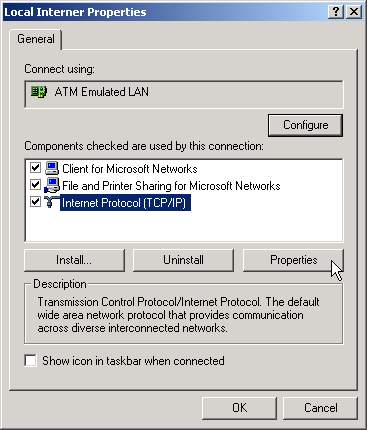 Local Interner Properties
General
Connect using:
ATM Emulated LAN
Configure
Components checked are used by this connection:
Client for Microsoft Networks
File and Printer Sharing for Microsoft Networks
Internet Protocol (TCP/IP)
Install...
Uninstall
Properties
Description
Transmission Control Protocol/Internet Protocol. The default
wide area network protocol that provides communication
across diverse interconnected networks.
Show icon in taskbar when connected
OK
Cancel